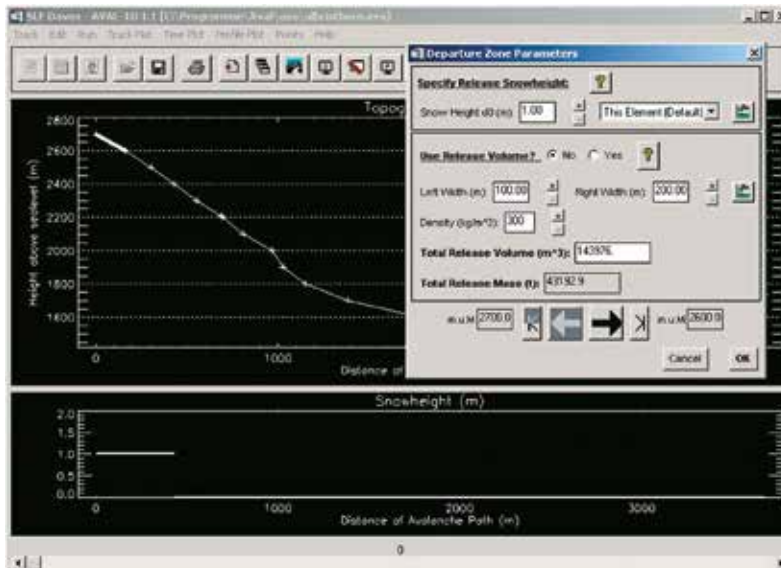 SLF Davos - AVAL-1D 1.1
Track Edit Run Track Plot Time Plot Profile Plot Points Help
Topog
2800
2600
2400
2200
2000
1800
1600
Height above sealevel (m)
0 1000
Distance of
Departure Zone Parameters
Specify Release Snowheight:
Snow Height d0 (m): 1.00 This Element (Default)
Use Release Volume? No Yes
Left Width (m): 100.00 Right Width (m): 200.00
Density (kg/m^3): 300
Total Release Volume (m^3): 143976.
Total Release Mass (t): 43192.9
m.u.M 2700.0 m.u.M 2600.0
Cancel OK
Snowheight (m)
2.0
1.5
1.0
0.5
0.0
0 1000 2000 3000
Distance of Avalanche Path (m)
0